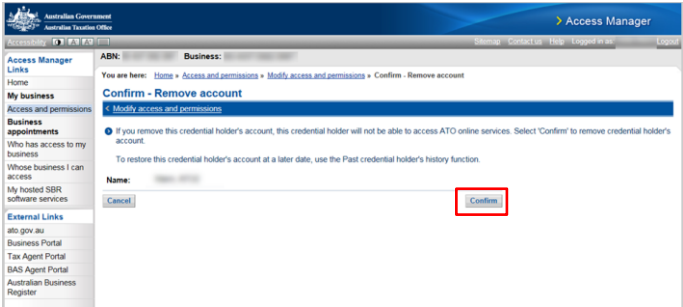 Australian Government
Australian Taxation Office
Access Manager
Accessibility
Sitemap Contact us Help Logged in as: Logout
Access Manager Links
Home
My business
Access and permissions
Business appointments
Who has access to my business
Whose business I can access
My hosted SBR software services
External Links
ato.gov.au
Business Portal
Tax Agent Portal
BAS Agent Portal
Australian Business Register
ABN: Business:
You are here: Home » Access and permissions » Modify access and permissions » Confirm - Remove account
Confirm - Remove account
< Modify access and permissions
If you remove this credential holder's account, this credential holder will not be able to access ATO online services. Select 'Confirm' to remove credential holder's
account.
To restore this credential holder's account at a later date, use the Past credential holder's history function.
Name:
Cancel Confirm